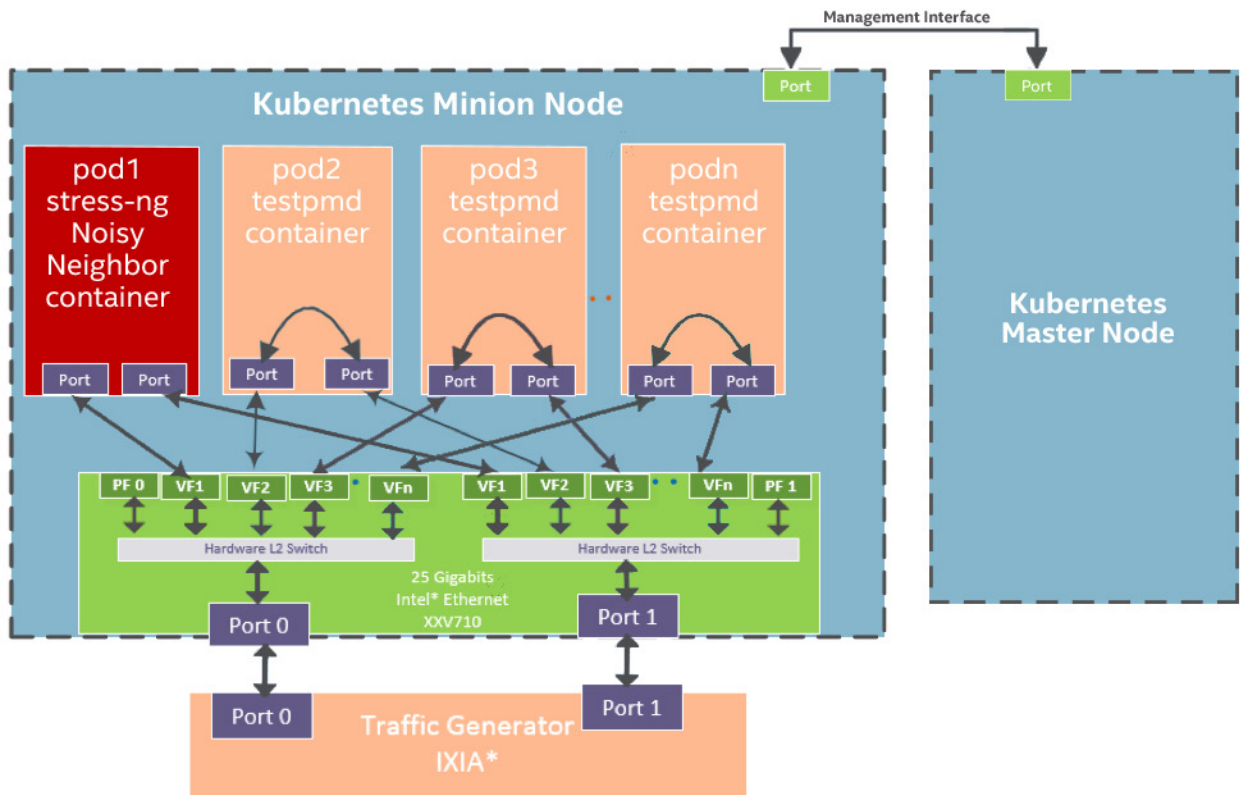 Management Interface
Port
Port
Kubernetes Minion Node
pod1
stress-ng
Noisy
Neighbor
container
pod2
testpmd
container
pod3
testpmd
container
podn
testpmd
container
Kubernetes
Master Node
Port
Port
Port
Port
Port
Port
Port
Port
PF 0
VF1
VF2
VF3
VFn
VF1
VF2
VF3
VFn
PF 1
Hardware L2 Switch
Hardware L2 Switch
25 Gigabits
Intel* Ethernet
XXV710
Port 0
Port 1
Port 0
Port 1
Traffic Generator
IXIA*